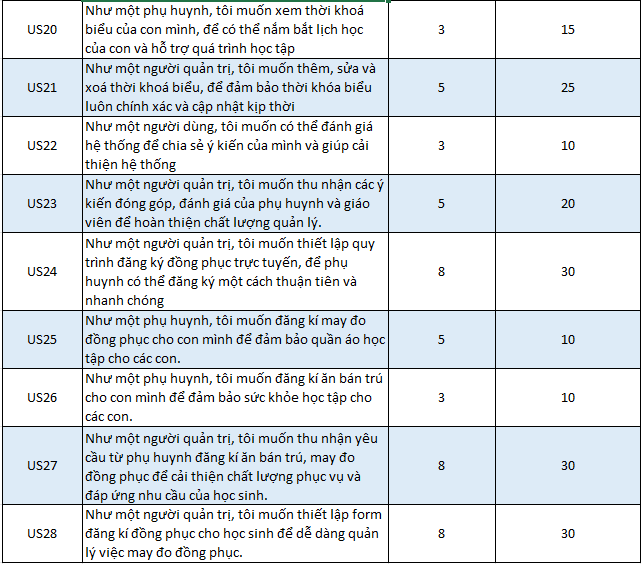 Như một phụ huynh, tôi muốn xem thời khoá
US20 biểu của con mình, để có thể nắm bắt lịch học 3 15
của con và hỗ trợ quá trình học tập
Như một người quản trị, tôi muốn thêm, sửa và
US21 xoá thời khoá biểu, để đảm bảo thời khóa biểu 5 25
luôn chính xác và cập nhật kịp thời
Như một người dùng, tôi muốn có thể đánh giá
US22 hệ thống để chia sẻ ý kiến của mình và giúp cải 3 10
thiện hệ thống
Như một người quản trị, tôi muốn thu nhận các ý
US23 kiến đóng góp, đánh giá của phụ huynh và giáo 5 20
viên để hoàn thiện chất lượng quản lý.
Như một người quản trị, tôi muốn thiết lập quy
US24 trình đăng ký đồng phục trực tuyến, để phụ 8 30
huynh có thể đăng ký một cách thuận tiên và
nhanh chóng
Như một phụ huynh, tôi muốn đăng kí may đo
US25 đồng phục cho con mình để đảm bảo quần áo học 5 10
tập cho các con.
Như một phụ huynh, tôi muốn đăng kí ăn bán trú
US26 cho con mình để đảm bảo sức khỏe học tập cho 3 10
các con.
Như một người quản trị, tôi muốn thu nhận yêu
US27 cầu từ phụ huynh đăng kí ăn bán trú, may đo 8 30
đồng phục để cải thiện chất lượng phục vụ và
đáp ứng nhu cầu của học sinh.
Như một người quản trị, tôi muốn thiết lập form
US28 đăng kí đồng phục cho học sinh để dễ dàng quản 8 30
lý việc may đo đồng phục.